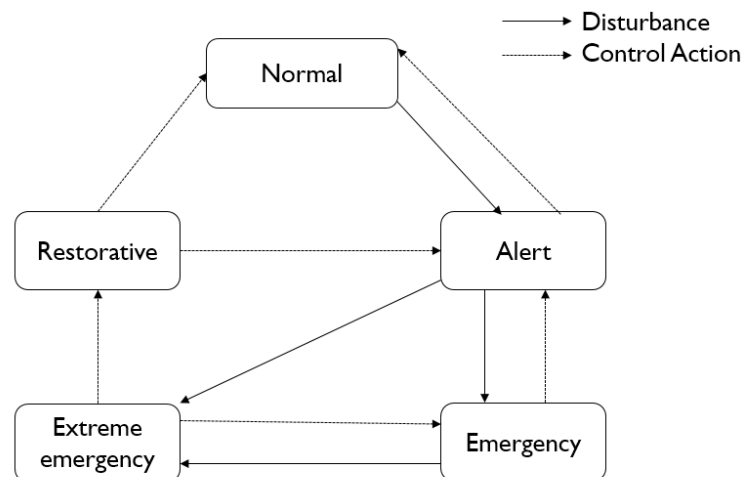 Disturbance
Control Action
Normal
Restorative
Alert
Extreme
emergency
Emergency